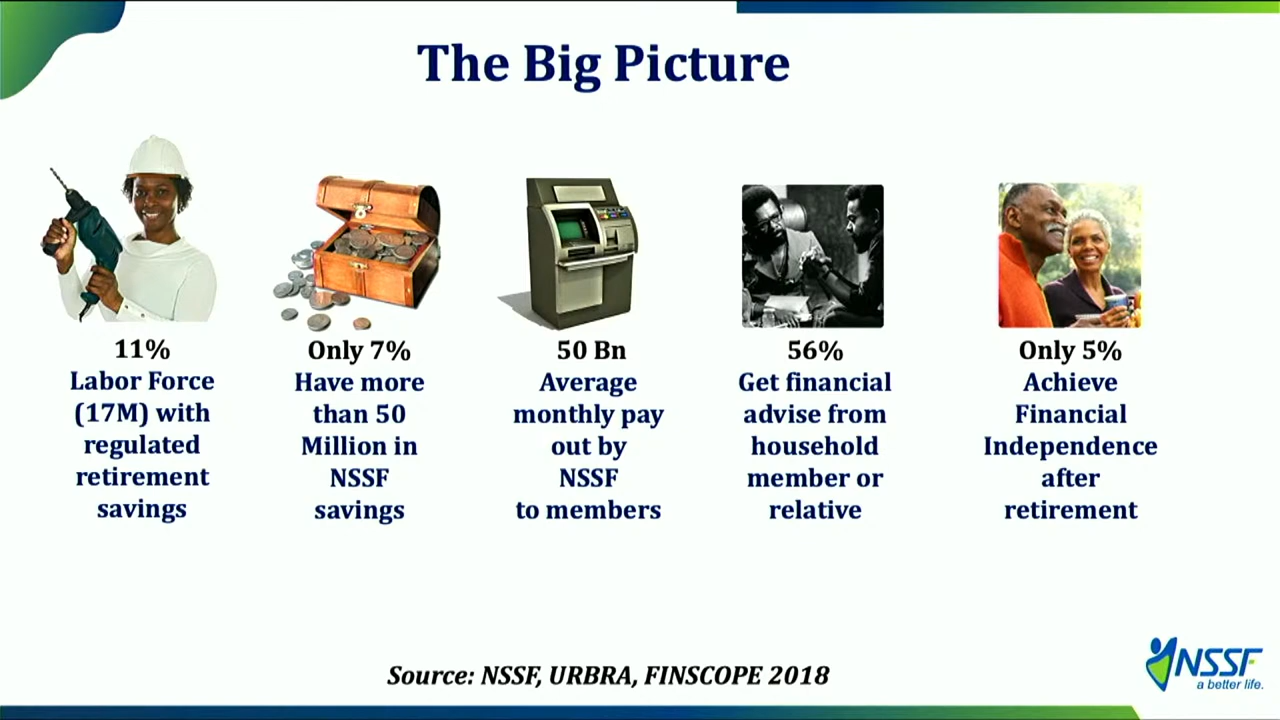 The Big Picture
11%
Labor Force
(17M) with
regulated
retirement
savings
Only 7%
Have more
than 50
Million in
NSSF
savings
50 Bn
Average
monthly pay
out by
NSSF
to members
56%
Get financial
advise from
household
member or
relative
Only 5%
Achieve
Financial
Independence
after
retirement
Source: NSSF, URBRA, FINSCOPE 2018
NSSF
a better life.